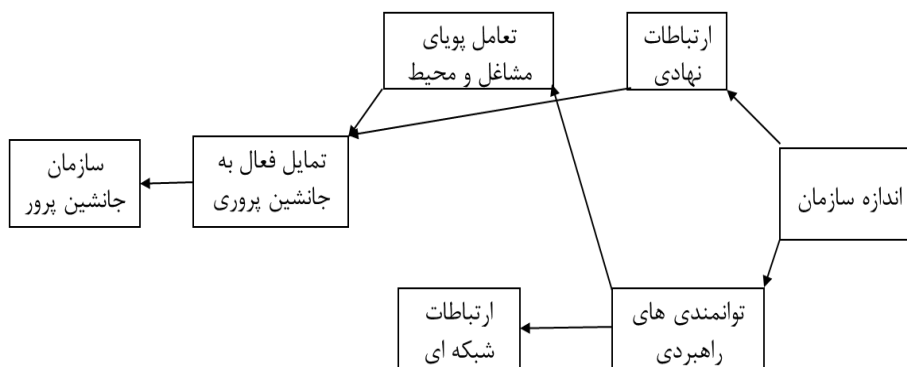 ارتباطات
نهادی
تعامل پویای
مشاغل و محیط
اندازه سازمان
تمایل فعال به
جانشین پروری
سازمان
جانشین پرور
توانمندی های
راهبردی
ارتباطات
شبکه ای